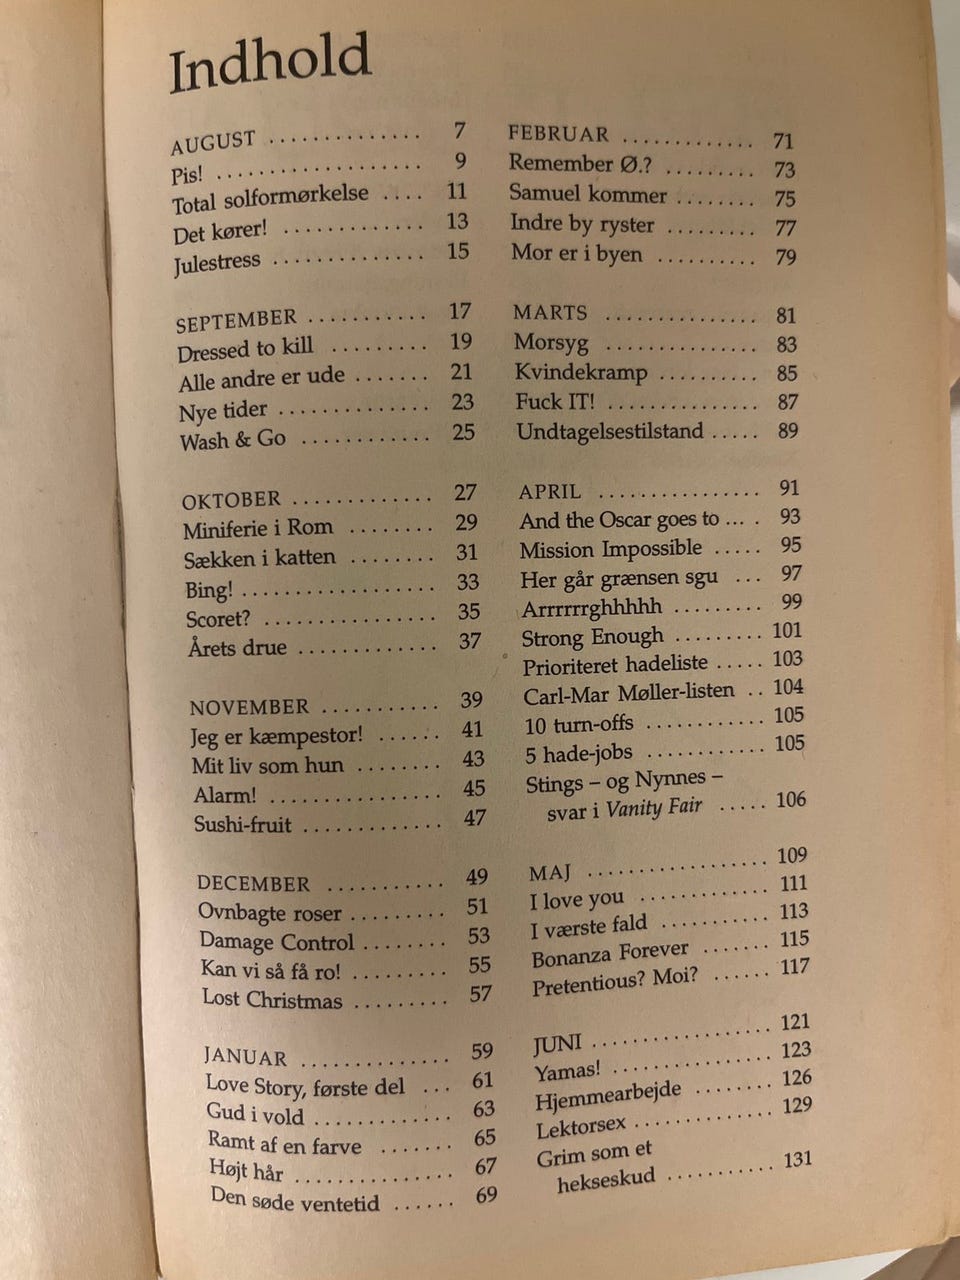 Indhold
AUGUST .............. 7
Pis! ................... 9
Total solformørkelse .... 11
Det kører! ............. 13
Julestress .............. 15
SEPTEMBER ........... 17
Dressed to kill ......... 19
Alle andre er ude ....... 21
Nye tider .............. 23
Wash & Go ............ 25
OKTOBER ............. 27
Miniferie i Rom ........ 29
Sækken i katten ........ 31
Bing! .................. 33
Scoret? ................ 35
Årets drue ............. 37
NOVEMBER ........... 39
Jeg er kæmpestor! ...... 41
Mit liv som hun ........ 43
Alarm! ................ 45
Sushi-fruit ............. 47
DECEMBER ........... 49
Ovnbagte roser ......... 51
Damage Control ........ 53
Kan vi så få ro! ......... 55
Lost Christmas ......... 57
JANUAR .............. 59
Love Story, første del ... 61
Gud i vold ............. 63
Ramt af en farve ....... 65
Højt hår ............... 67
Den søde ventetid ...... 69
FEBRUAR ............. 71
Remember Ø.? ......... 73
Samuel kommer ........ 75
Indre by ryster ......... 77
Mor er i byen .......... 79
MARTS ............... 81
Morsyg ............... 83
Kvindekramp .......... 85
Fuck IT! ............... 87
Undtagelsestilstand ..... 89
APRIL ................ 91
And the Oscar goes to ... . 93
Mission Impossible ..... 95
Her går grænsen sgu ... 97
Arrrrrrghhhhh ......... 99
Strong Enough ......... 101
Prioriteret hadeliste ..... 103
Carl-Mar Møller-listen .. 104
10 turn-offs ........... 105
5 hade-jobs ........... 105
Stings – og Nynnes –
svar i Vanity Fair ..... 106
MAJ ................. 109
I love you ............ 111
I værste fald .......... 113
Bonanza Forever ...... 115
Pretentious? Moi? ...... 117
JUNI ................. 121
Yamas! ............... 123
Hjemmearbejde ........ 126
Lektorsex ............. 129
Grim som et
hekseskud .......... 131